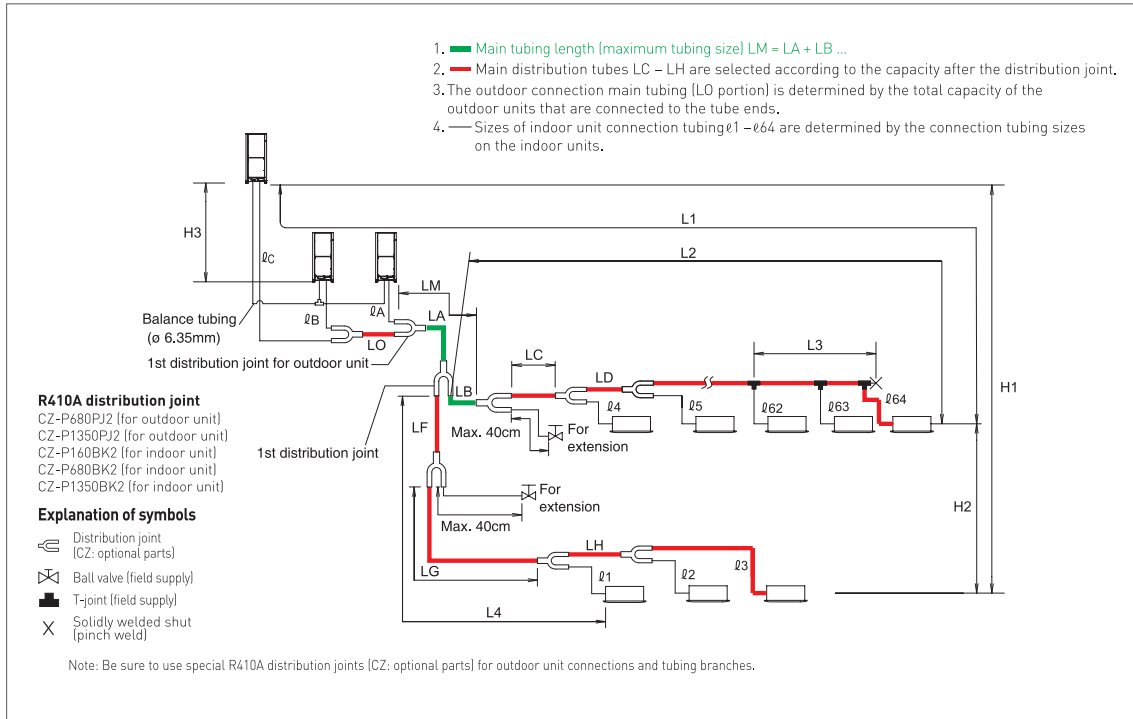 1. Main tubing length (maximum tubing size) LM = LA + LB ...
2. Main distribution tubes LC – LH are selected according to the capacity after the distribution joint.
3. The outdoor connection main tubing (LO portion) is determined by the total capacity of the
outdoor units that are connected to the tube ends.
4. Sizes of indoor unit connection tubing ℓ1 – ℓ64 are determined by the connection tubing sizes
on the indoor units.
L1
H3
ℓC
L2
LM
ℓA
ℓB
LA
Balance tubing
(ø 6.35mm)
LO
1st distribution joint for outdoor unit
LC
L3
H1
LD
LB
ℓ4
ℓ5
ℓ62
ℓ63
ℓ64
R410A distribution joint
CZ-P680PJ2 (for outdoor unit)
CZ-P1350PJ2 (for outdoor unit)
CZ-P160BK2 (for indoor unit)
CZ-P680BK2 (for indoor unit)
CZ-P1350BK2 (for indoor unit)
LF
Max. 40cm
For
extension
1st distribution joint
For
extension
Max. 40cm
H2
Explanation of symbols
Distribution joint
(CZ: optional parts)
Ball valve (field supply)
T-joint (field supply)
Solidly welded shut
(pinch weld)
LG
LH
ℓ1
ℓ2
ℓ3
L4
Note: Be sure to use special R410A distribution joints (CZ: optional parts) for outdoor unit connections and tubing branches.